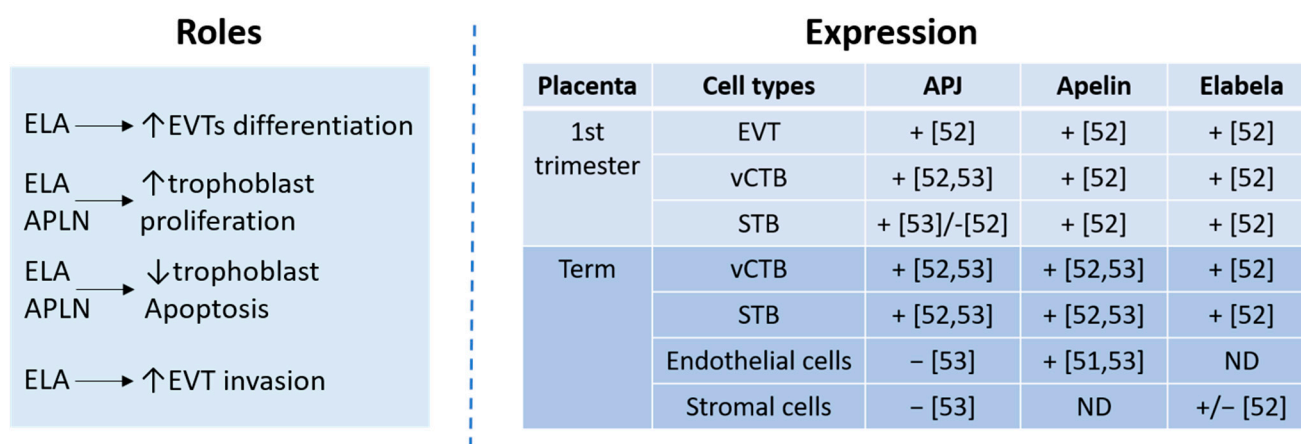 Roles
ELA → ↑EVTs differentiation
ELA
APLN → ↑trophoblast
proliferation
ELA
APLN → ↓trophoblast
Apoptosis
ELA → ↑EVT invasion
Expression
Placenta Cell types APJ Apelin Elabela
1st trimester EVT + [52] + [52] + [52]
vCTB + [52,53] + [52] + [52]
STB + [53]/-[52] + [52] + [52]
Term vCTB + [52,53] + [52,53] + [52]
STB + [52,53] + [52,53] + [52]
Endothelial cells − [53] + [51,53] ND
Stromal cells − [53] ND +/− [52]